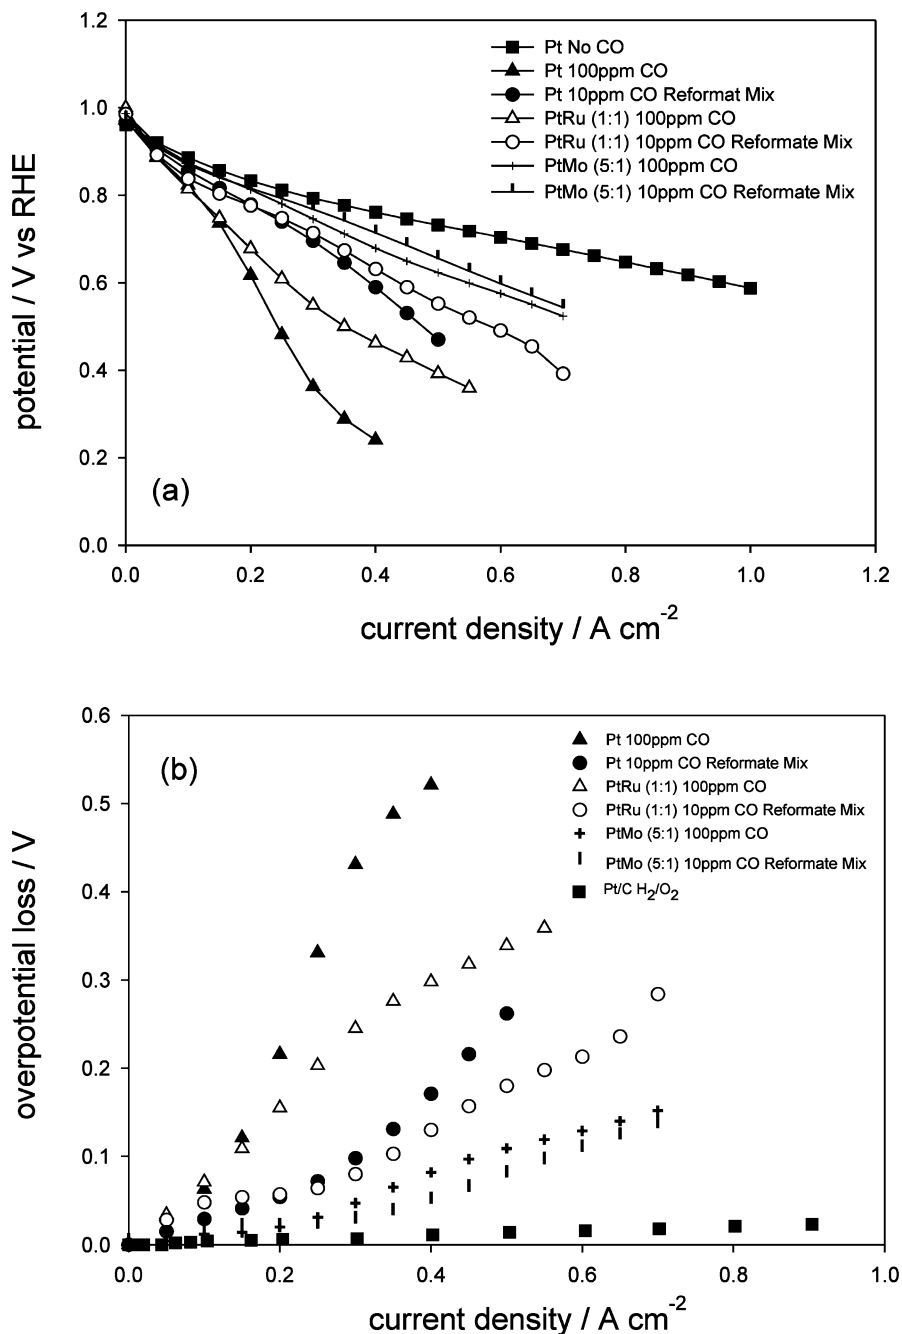 1.2
1.0
0.8
0.6
0.4
0.2
0.0
potential / V vs RHE
Pt No CO
Pt 100ppm CO
Pt 10ppm CO Reformat Mix
PtRu (1:1) 100ppm CO
PtRu (1:1) 10ppm CO Reformate Mix
PtMo (5:1) 100ppm CO
PtMo (5:1) 10ppm CO Reformate Mix
(a)
0.0 0.2 0.4 0.6 0.8 1.0 1.2
current density / A cm⁻²
0.6
0.5
0.4
0.3
0.2
0.1
0.0
overpotential loss / V
(b)
Pt 100ppm CO
Pt 10ppm CO Reformate Mix
PtRu (1:1) 100ppm CO
PtRu (1:1) 10ppm CO Reformate Mix
PtMo (5:1) 100ppm CO
PtMo (5:1) 10ppm CO Reformate Mix
Pt/C H₂/O₂
0.0 0.2 0.4 0.6 0.8 1.0
current density / A cm⁻²